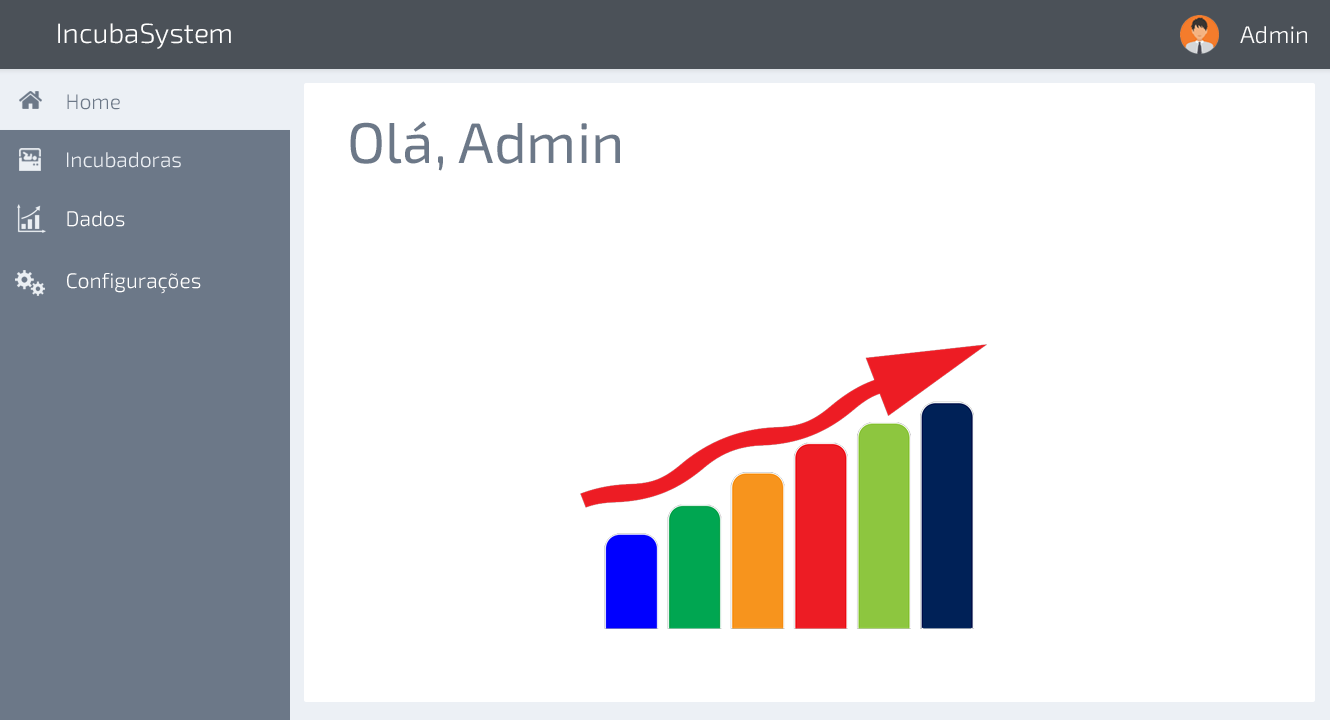 IncubaSystem
Admin
Home
Incubadoras
Dados
Configurações
Olá, Admin